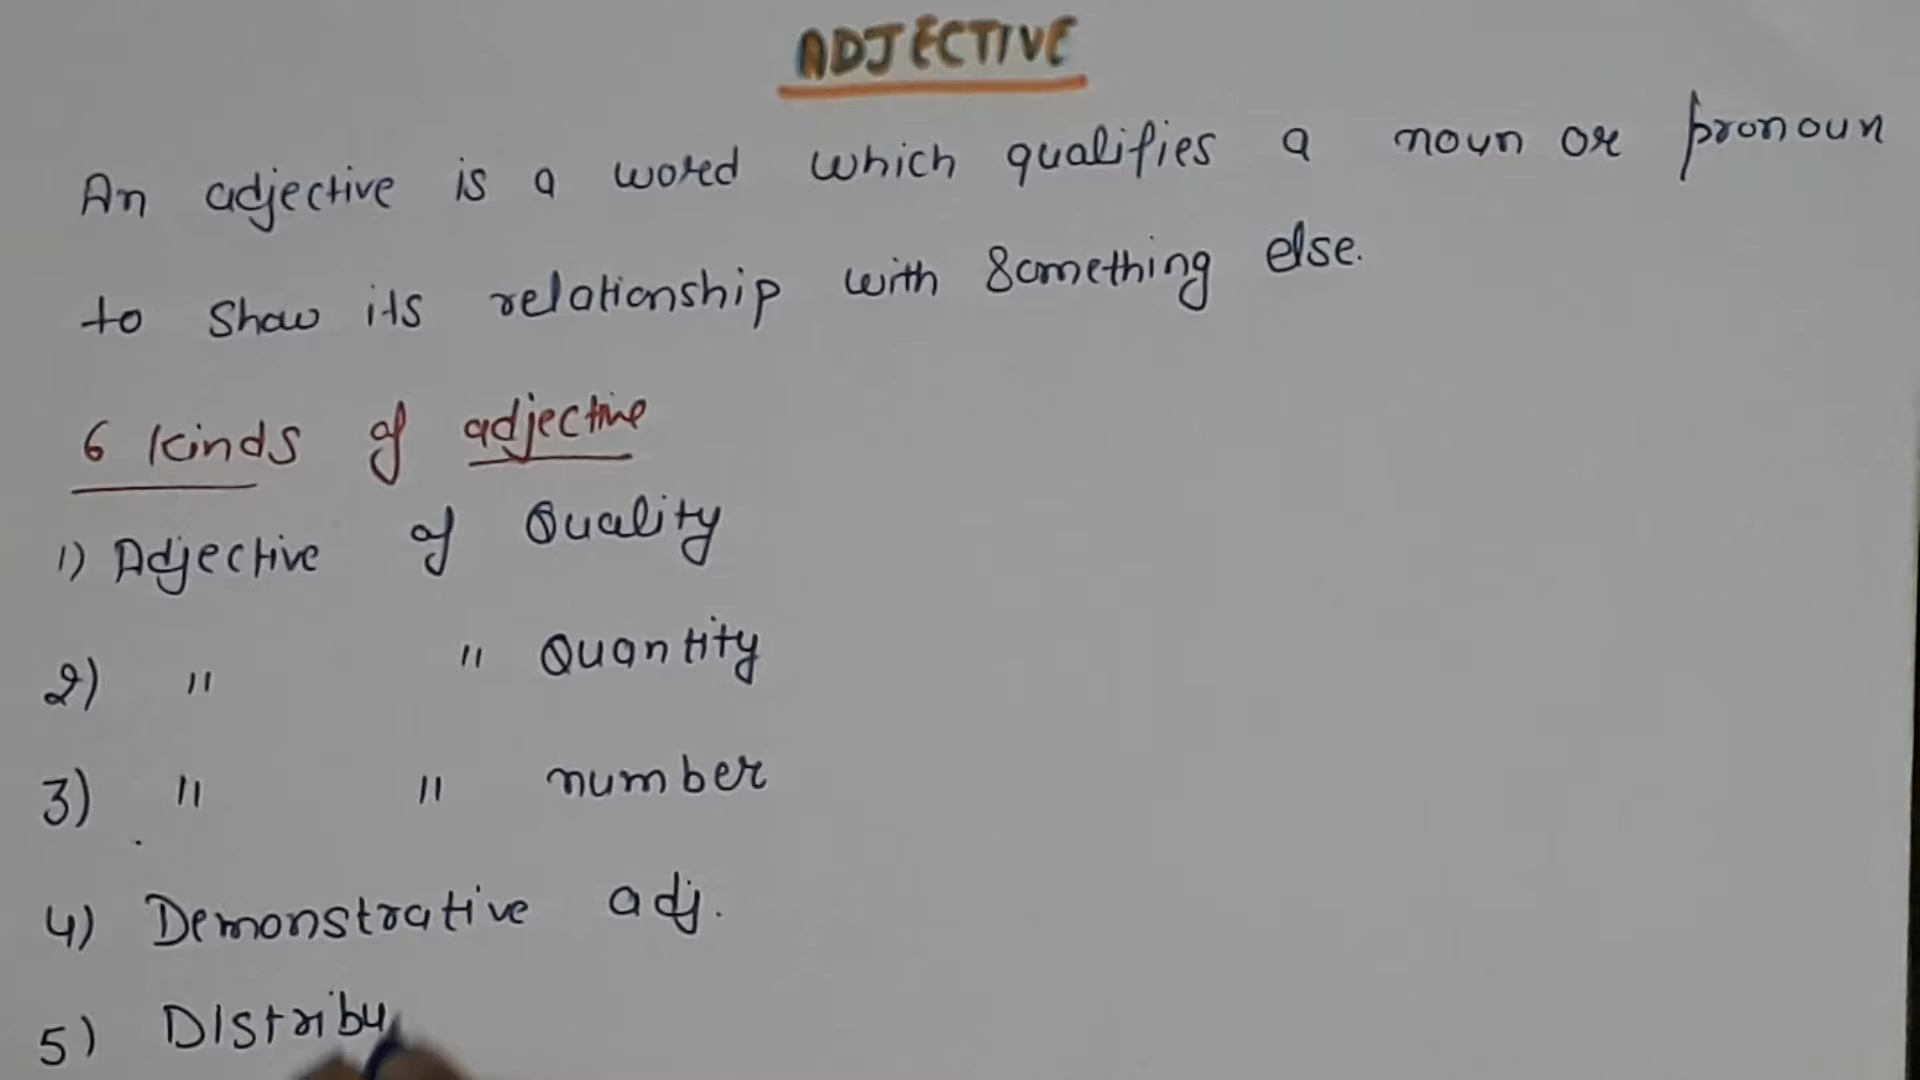 ADJECTIVE
An adjective is a word which qualifies a noun or pronoun
to show its relationship with Something else.
6 kinds of adjective
1) Adjective of Quality
2) " " Quantity
3) " " number
4) Demonstrative adj.
5) Distribu